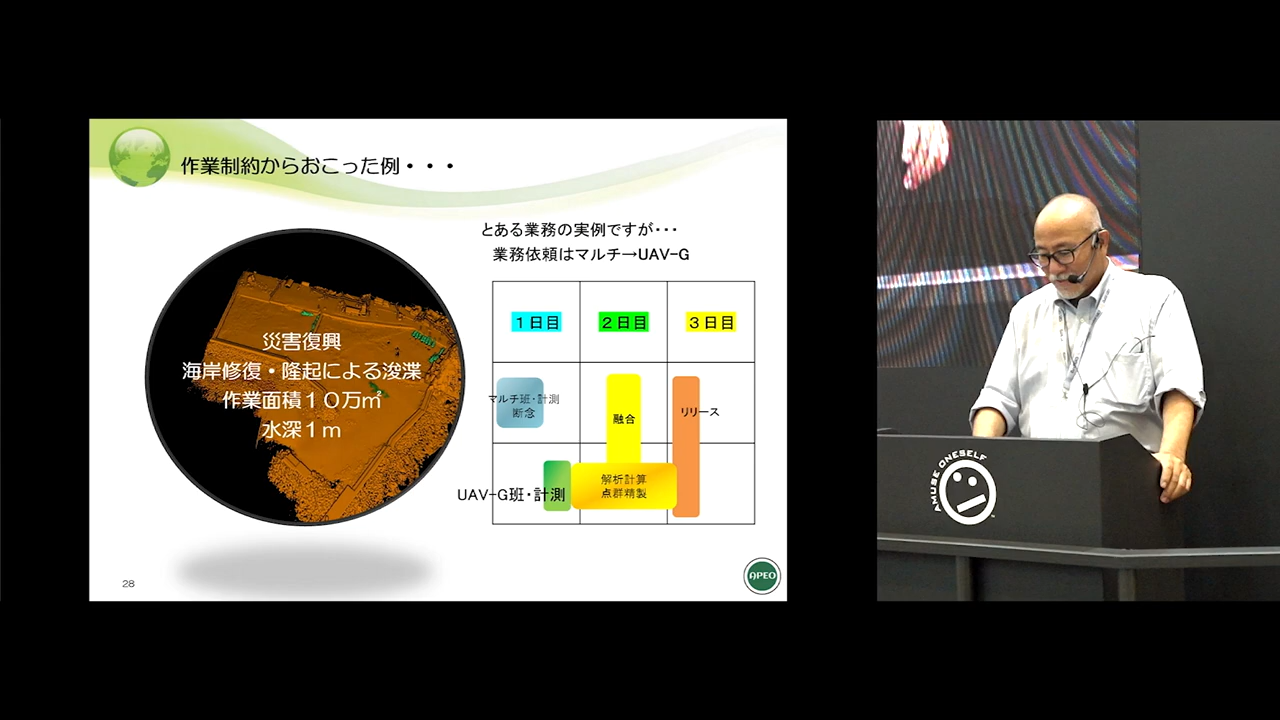 作業制約からおこった例・・・
とある業務の実例ですが・・・
業務依頼はマルチ→UAV-G
災害復興
海岸修復・隆起による浚渫
作業面積１０万㎡
水深１ｍ
１日目
２日目
３日目
マルチ班・計測
断念
融合
リリース
UAV-G班・計測
解析計算
点群精製
28
APEO
AMUSE ONESELF